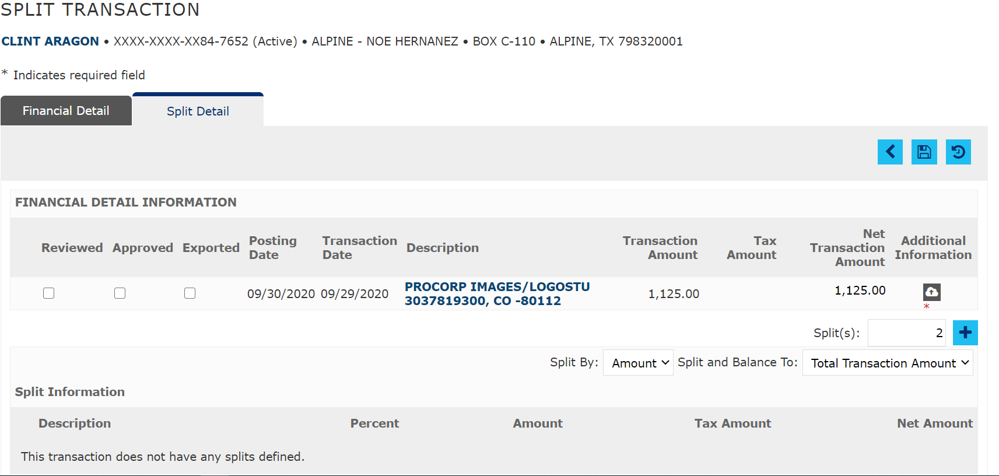 SPLIT TRANSACTION
CLINT ARAGON • XXXX-XXXX-XX84-7652 (Active) • ALPINE - NOE HERNANEZ • BOX C-110 • ALPINE, TX 798320001
* Indicates required field
Financial Detail
Split Detail
FINANCIAL DETAIL INFORMATION
Reviewed Approved Exported Posting Date Transaction Date Description Transaction Amount Tax Amount Net Transaction Amount Additional Information
09/30/2020 09/29/2020 PROCORP IMAGES/LOGOSTU 3037819300, CO -80112 1,125.00 1,125.00
*
Split(s): 2
Split By: Amount Split and Balance To: Total Transaction Amount
Split Information
Description Percent Amount Tax Amount Net Amount
This transaction does not have any splits defined.